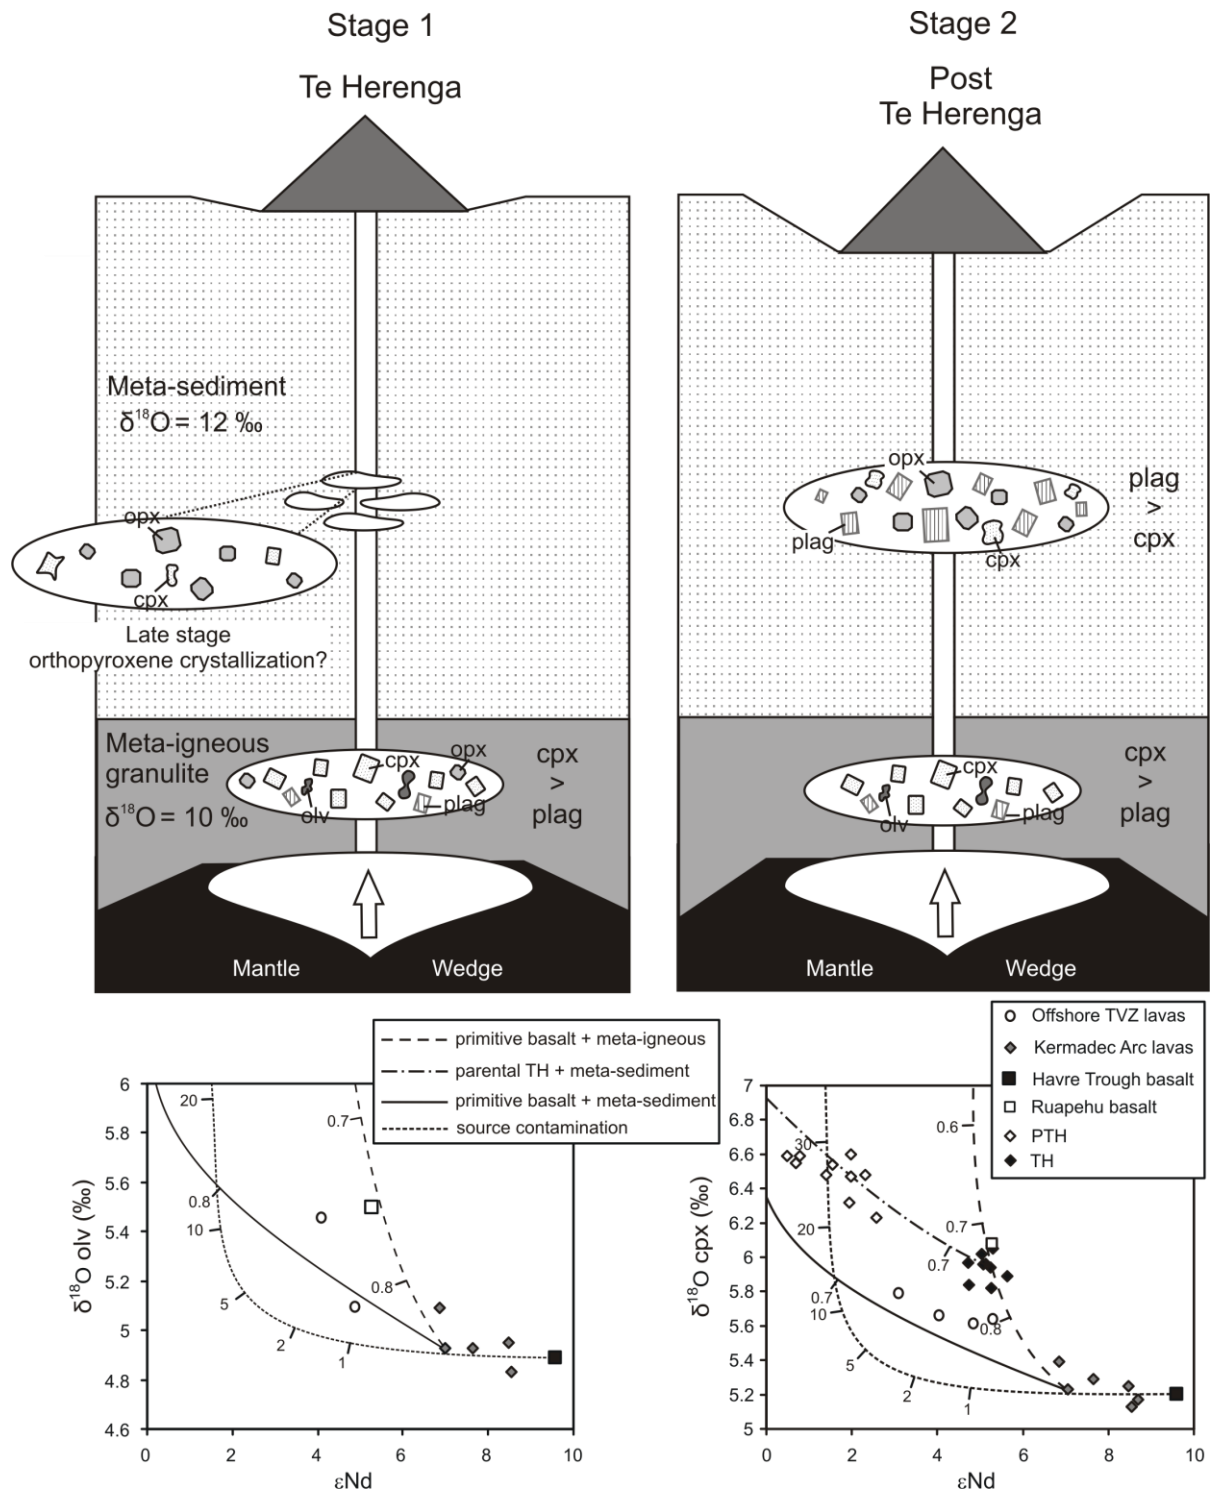 Stage 1
Te Herenga
Stage 2
Post
Te Herenga
Meta-sediment
δ18O = 12 ‰
opx
cpx
Late stage
orthopyroxene crystallization?
opx
plag
cpx
plag
>
cpx
Meta-igneous
granulite
δ18O = 10 ‰
cpx
opx
olv
plag
cpx
>
plag
cpx
olv
plag
cpx
>
plag
Mantle
Wedge
Mantle
Wedge
primitive basalt + meta-igneous
parental TH + meta-sediment
primitive basalt + meta-sediment
source contamination
Offshore TVZ lavas
Kermadec Arc lavas
Havre Trough basalt
Ruapehu basalt
PTH
TH
δ18O olv (‰)
6
5.8
5.6
5.4
5.2
5
4.8
4.6
20
0.7
0.8
10
5
2
1
0.8
0
2
4
6
8
10
εNd
δ18O cpx (‰)
7
6.8
6.6
6.4
6.2
6
5.8
5.6
5.4
5.2
5
30
0.6
20
0.7
0.7
0.7
10
0.8
5
2
1
0
2
4
6
8
10
εNd